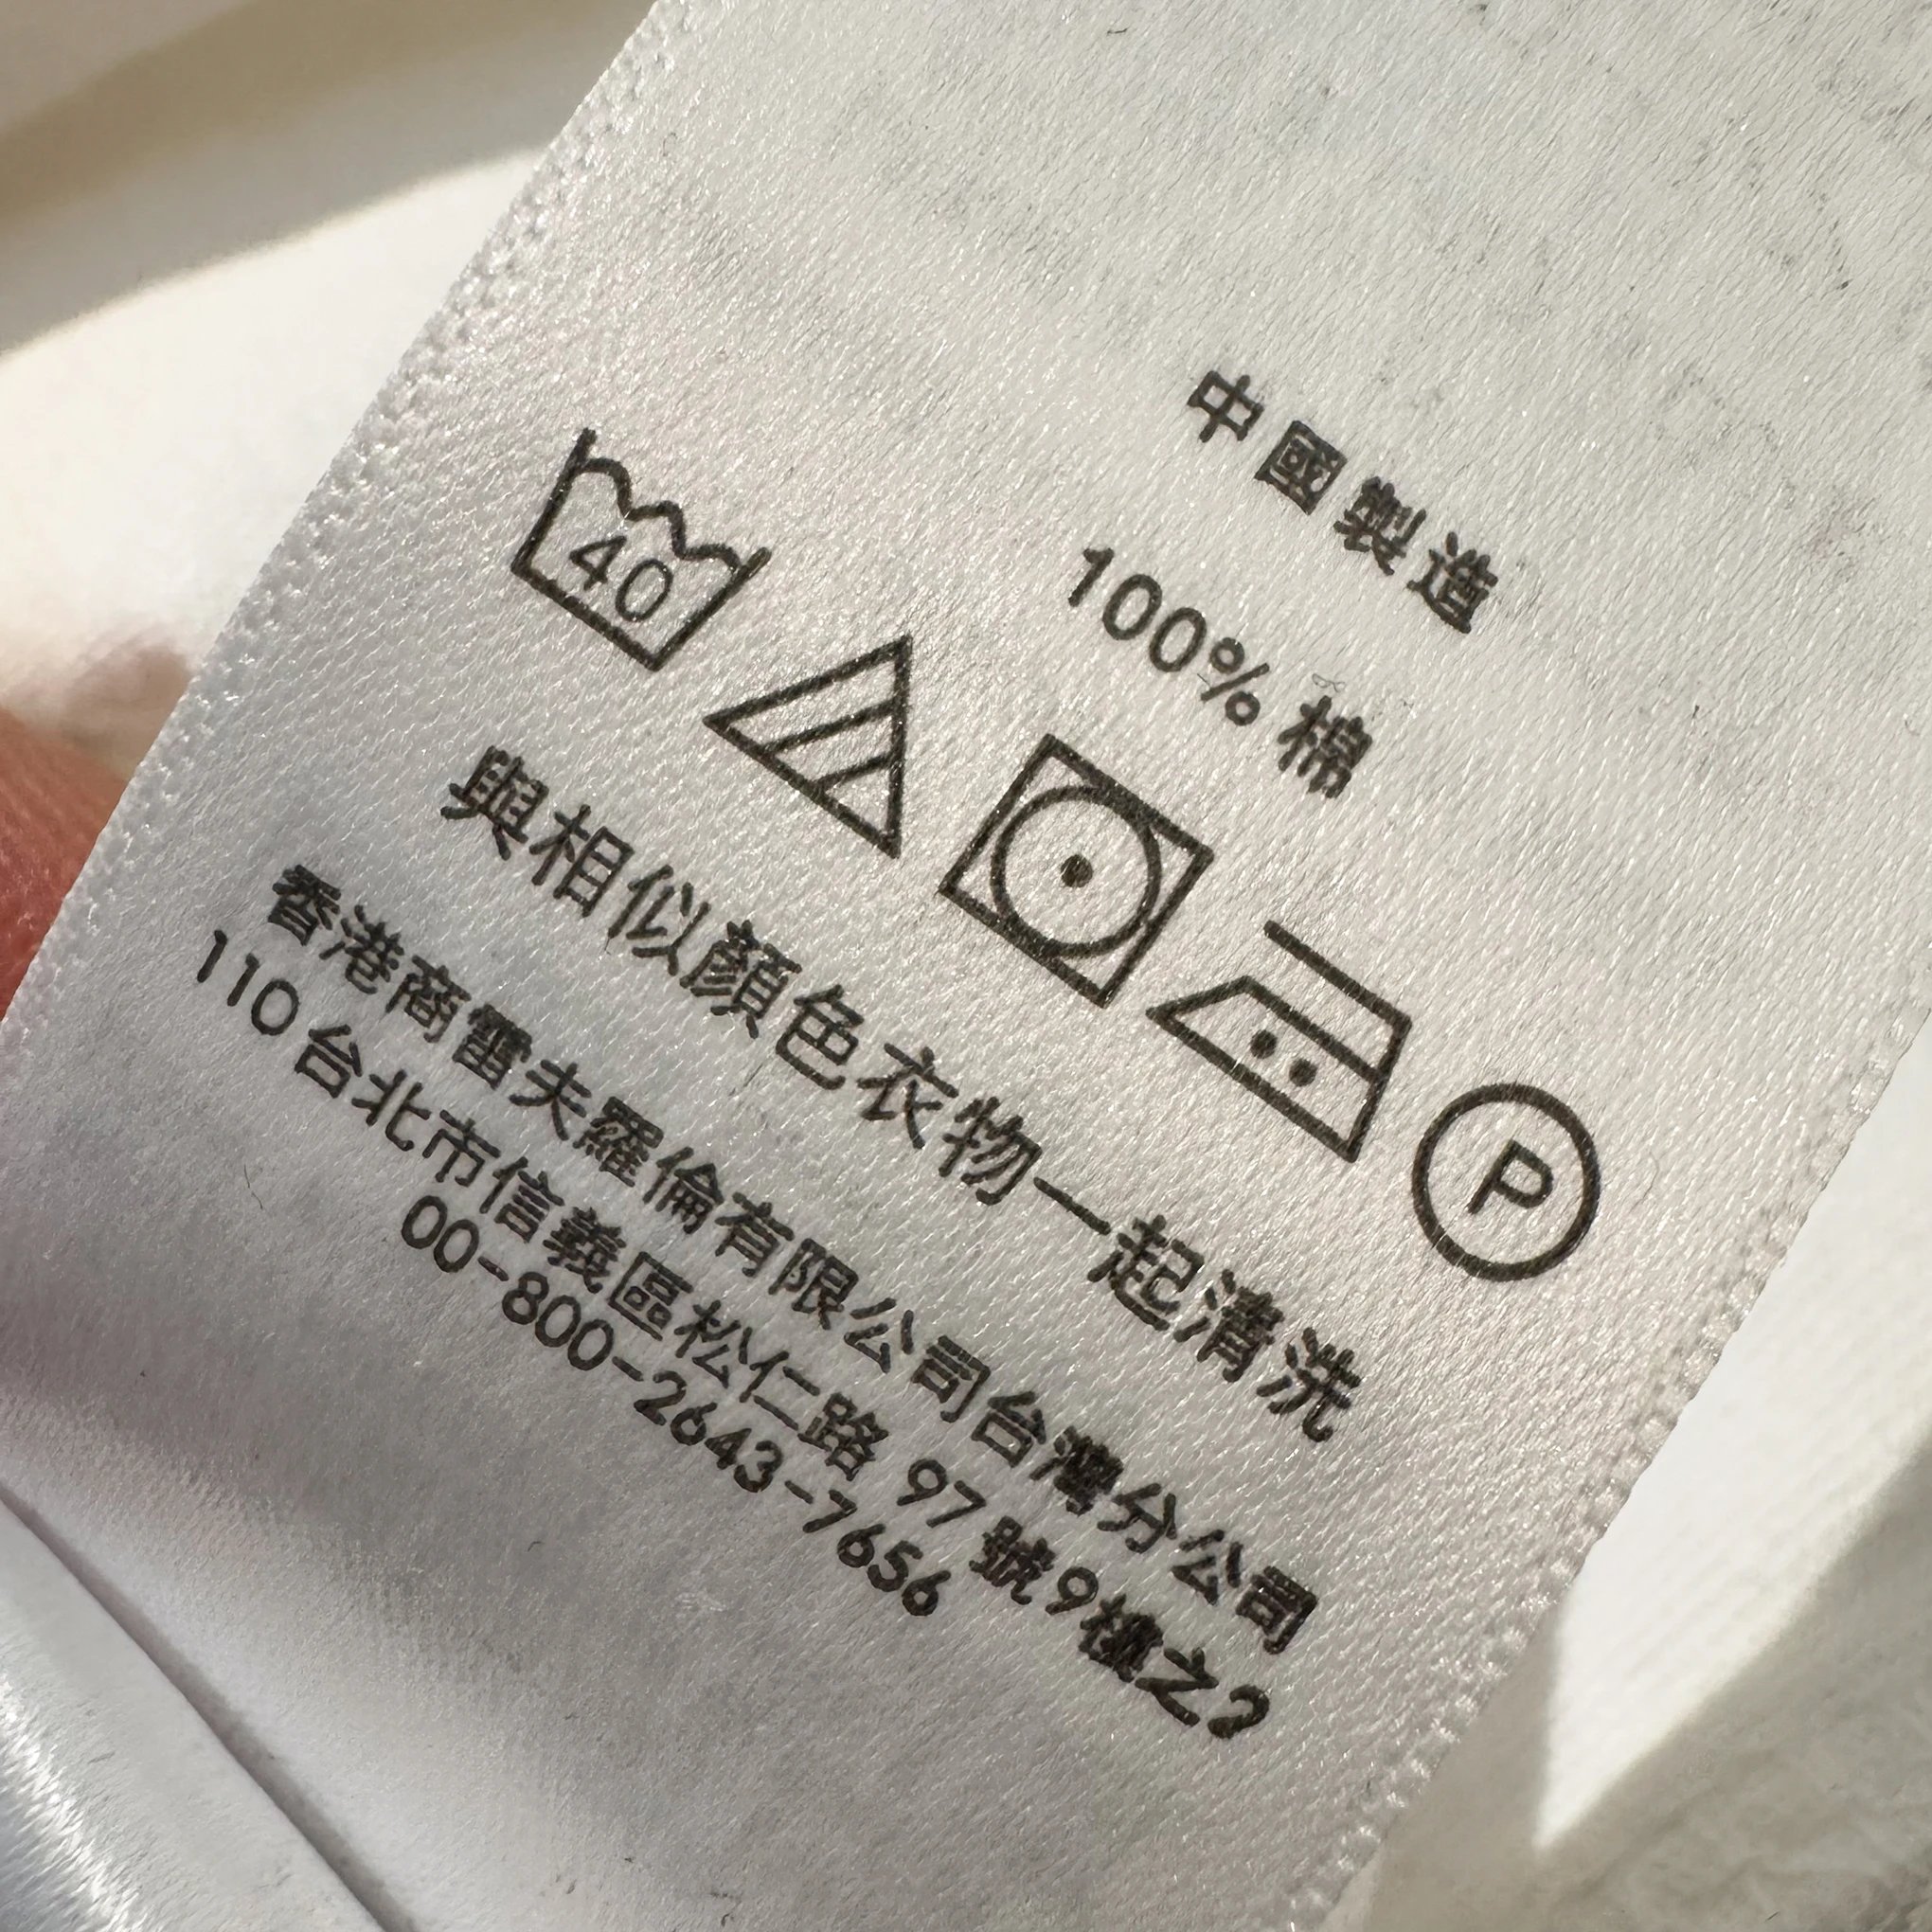 中國製造
100% 棉
40
P
與相似顏色衣物一起清洗
香港商雷夫羅倫有限公司台灣分公司
110 台北市信義區松仁路 97 號9樓之2
00-800-2643-7656